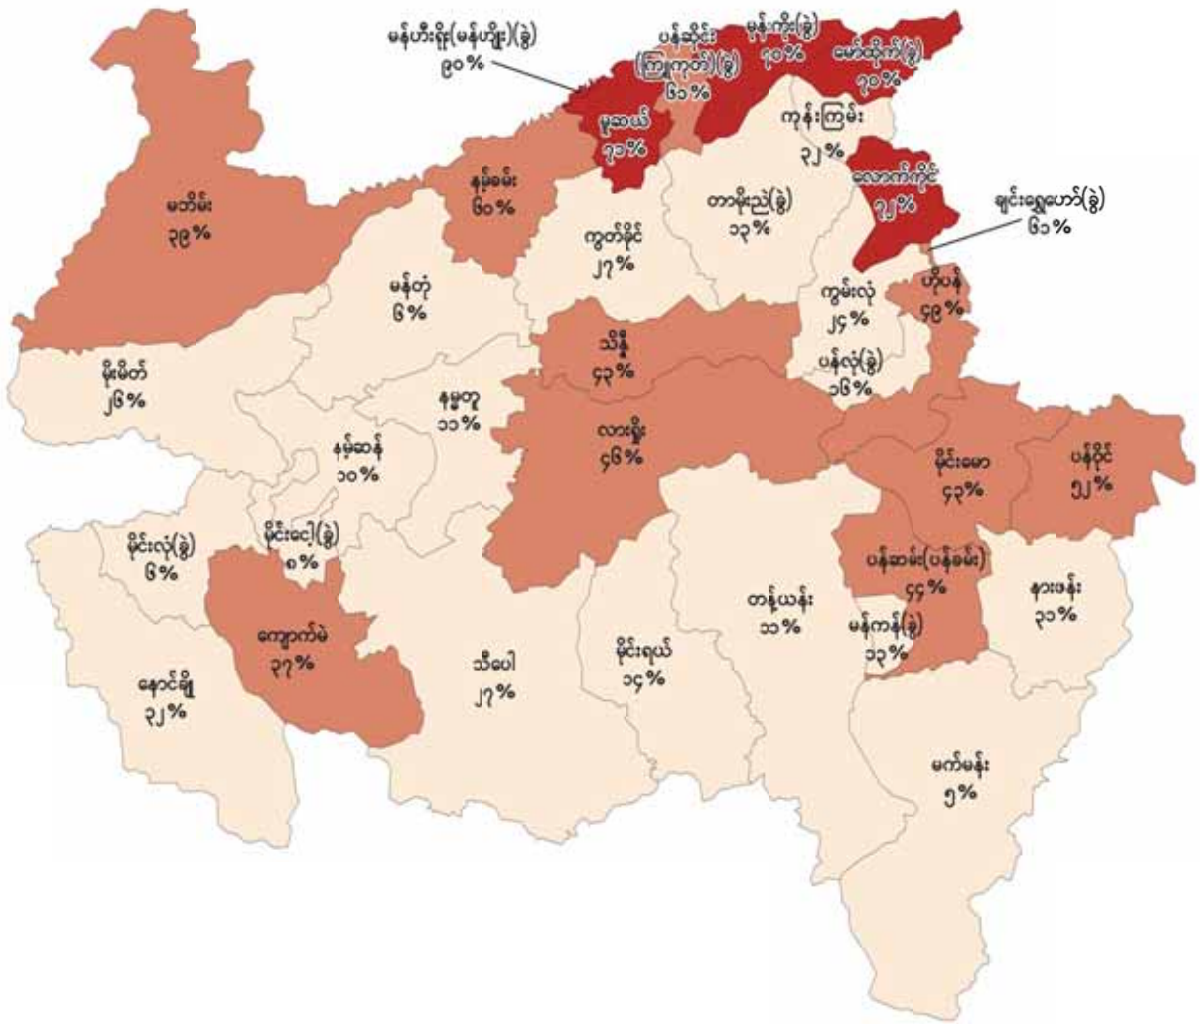 မန်ဟီးရိုး(မန်ဟျိုး)(ခွဲ)
၉၀%
ပန်ဆိုင်း
(ကြူကုတ်)(ခွဲ)
၆၁%
မုန်းကိုး(ခွဲ)
၇၀%
မော်ထိုက်(ခွဲ)
၇၀%
မူဆယ်
၇၁%
ကုန်းကြမ်း
၃၂%
လောက်ကိုင်
၇၂%
ချင်းရွှေဟော်(ခွဲ)
၆၁%
မဘိမ်း
၃၉%
နမ့်ခမ်း
၆၀%
တာမိုးညဲ(ခွဲ)
၁၃%
ကွတ်ခိုင်
၂၇%
မန်တုံ
၆%
ကွမ်းလုံ
၂၄%
ဟိုပန်
၄၉%
သိန္နီ
၄၃%
ပန်လုံ(ခွဲ)
၁၆%
မိုးမိတ်
၂၆%
နမ္မတူ
၁၁%
လားရှိုး
၄၆%
နမ့်ဆန်
၁၀%
မိုင်းမော
၄၃%
ပန်ဝိုင်
၅၂%
မိုင်းလုံ(ခွဲ)
၆%
မိုင်းငေါ့(ခွဲ)
၈%
ပန်ဆမ်း(ပန်ခမ်း)
၄၄%
နားဖန်း
၃၁%
တန့်ယန်း
၁၁%
မန်ကန်(ခွဲ)
၁၃%
ကျောက်မဲ
၃၇%
သီပေါ
၂၇%
မိုင်းရယ်
၁၄%
နောင်ချို
၃၂%
မက်မန်း
၅%